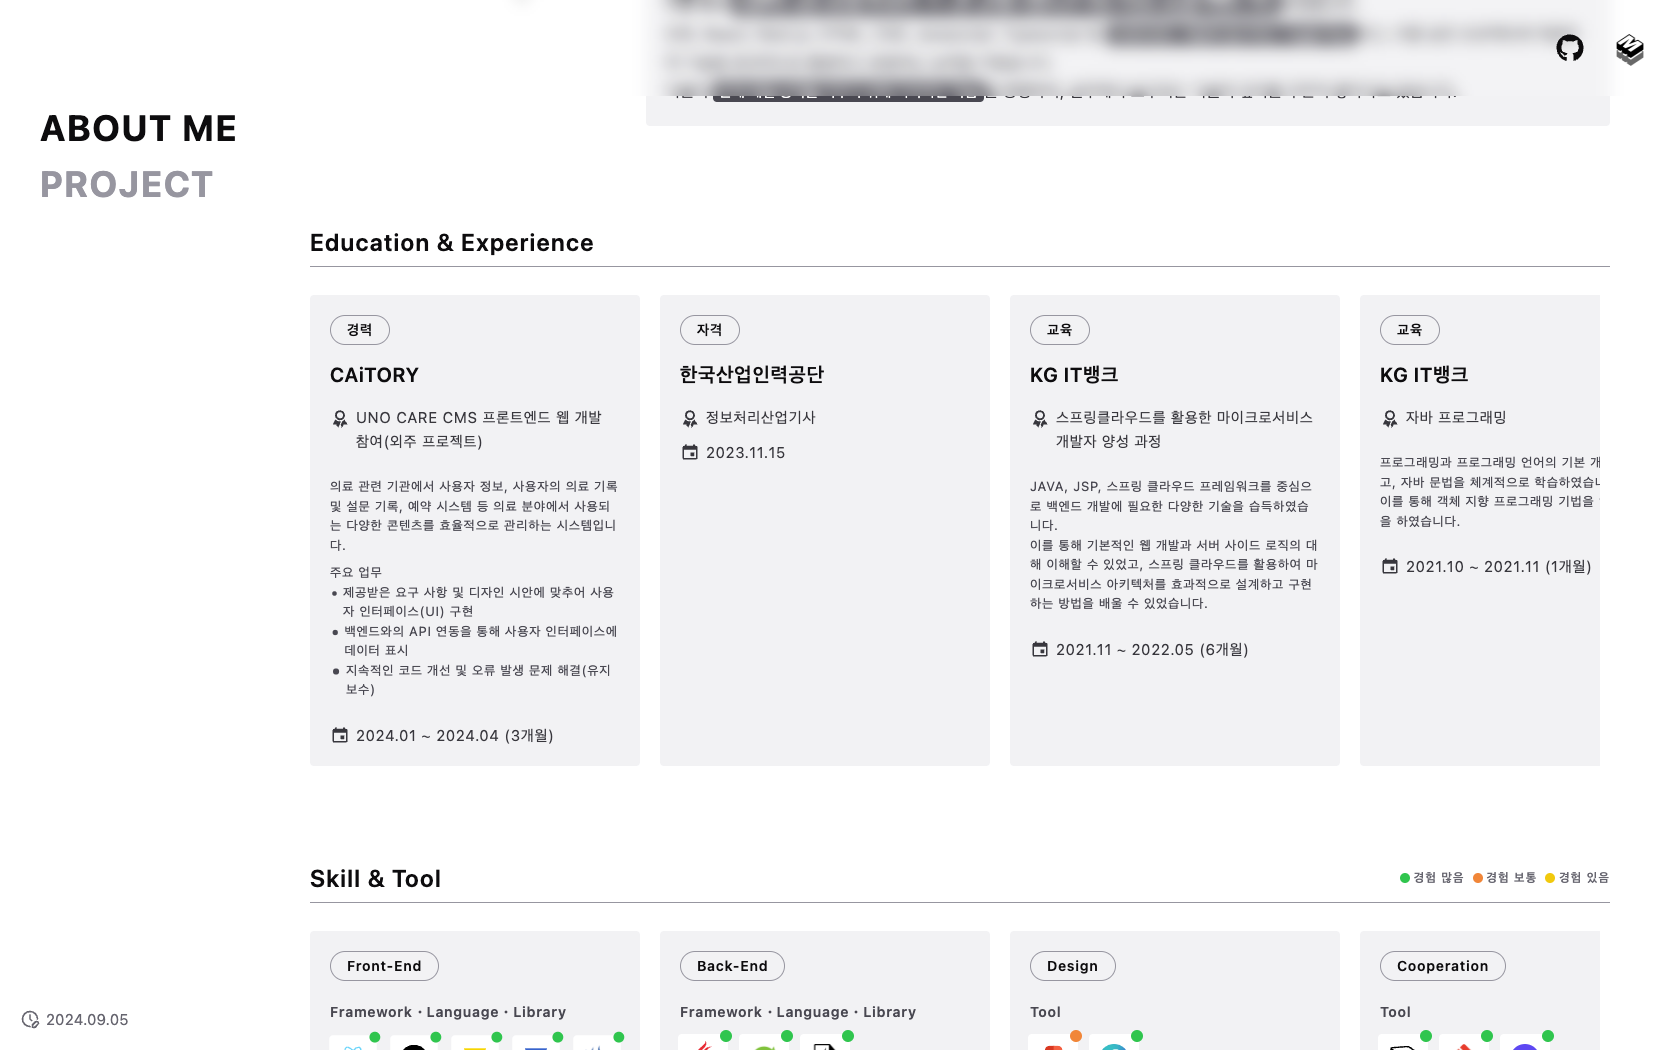 ABOUT ME
PROJECT
Education & Experience
경력
CAiTORY
UNO CARE CMS 프론트엔드 웹 개발
참여(외주 프로젝트)
의료 관련 기관에서 사용자 정보, 사용자의 의료 기록
및 설문 기록, 예약 시스템 등 의료 분야에서 사용되
는 다양한 콘텐츠를 효율적으로 관리하는 시스템입니
다.
주요 업무
제공받은 요구 사항 및 디자인 시안에 맞추어 사용
자 인터페이스(UI) 구현
백엔드와의 API 연동을 통해 사용자 인터페이스에
데이터 표시
지속적인 코드 개선 및 오류 발생 문제 해결(유지
보수)
2024.01 ~ 2024.04 (3개월)
자격
한국산업인력공단
정보처리산업기사
2023.11.15
교육
KG IT뱅크
스프링클라우드를 활용한 마이크로서비스
개발자 양성 과정
JAVA, JSP, 스프링 클라우드 프레임워크를 중심으
로 백엔드 개발에 필요한 다양한 기술을 습득하였습
니다.
이를 통해 기본적인 웹 개발과 서버 사이드 로직의 대
해 이해할 수 있었고, 스프링 클라우드를 활용하여 마
이크로서비스 아키텍처를 효과적으로 설계하고 구현
하는 방법을 배울 수 있었습니다.
2021.11 ~ 2022.05 (6개월)
교육
KG IT뱅크
자바 프로그래밍
프로그래밍과 프로그래밍 언어의 기본 개
고, 자바 문법을 체계적으로 학습하였습니
이를 통해 객체 지향 프로그래밍 기법을
을 하였습니다.
2021.10 ~ 2021.11 (1개월)
Skill & Tool
경험 많음 경험 보통 경험 있음
Front-End
Framework · Language · Library
Back-End
Framework · Language · Library
Design
Tool
Cooperation
Tool
2024.09.05